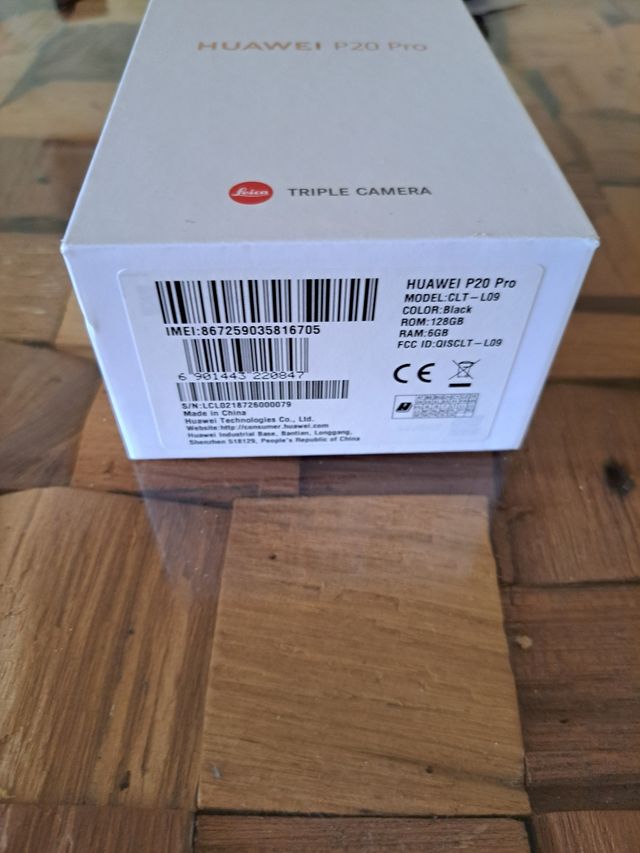 HUAWEI P20 Pro
Leica TRIPLE CAMERA
HUAWEI P20 Pro
MODEL:CLT-L09
COLOR:Black
ROM:128GB
RAM:6GB
FCC ID:QISCLT-L09
IMEI:867259035816705
6 901443 220847
S/N:LCL0218726000079
Made in China
Huawei Technologies Co., Ltd.
Website:http://consumer.huawei.com
Huawei Industrial Base, Bantian, Longgang,
Shenzhen 518129, People's Republic of China
CE